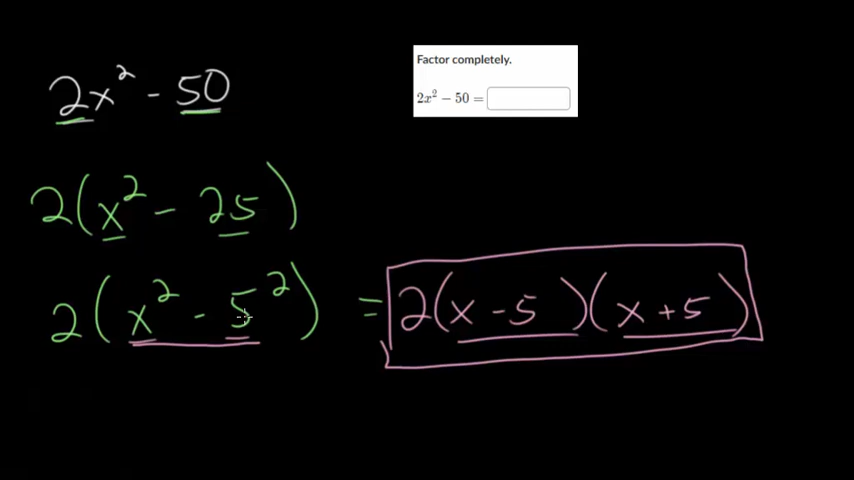 2x² - 50
Factor completely.
2x² − 50 =
2(x² - 25)
2(x² - 5²) = 2(x - 5)(x + 5)